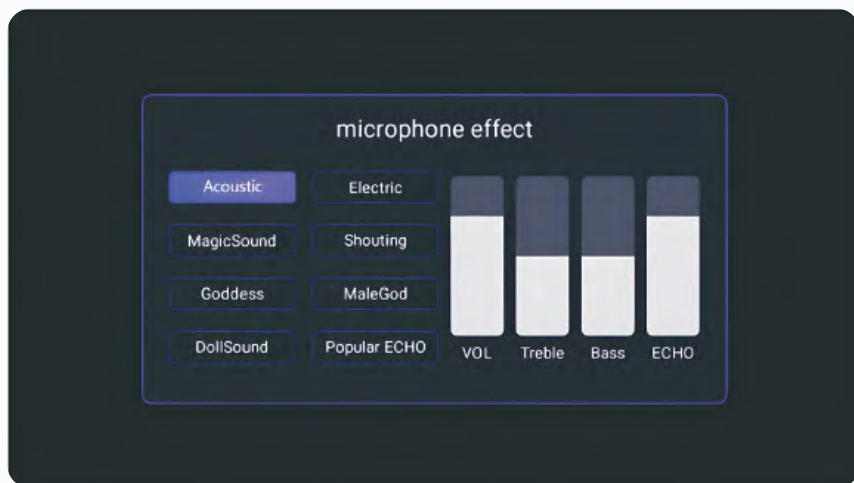 microphone effect
Acoustic
Electric
MagicSound
Shouting
Goddess
MaleGod
DollSound
Popular ECHO
VOL
Treble
Bass
ECHO